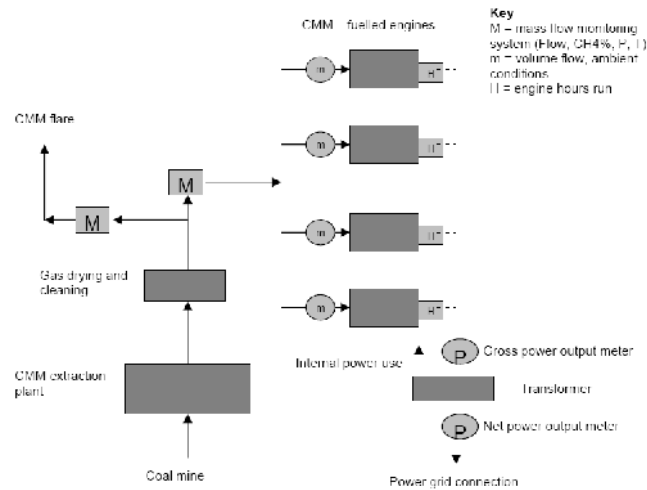 Key
M = mass flow monitoring
system (Flow, CH4%, P, T)
m = volume flow, ambient
conditions
H = engine hours run
CMM fuelled engines
m
H
m
H
m
H
m
H
CMM flare
M
M
Gas drying and
cleaning
CMM extraction
plant
Coal mine
Internal power use
P
Gross power output meter
Transformer
P
Net power output meter
Power grid connection